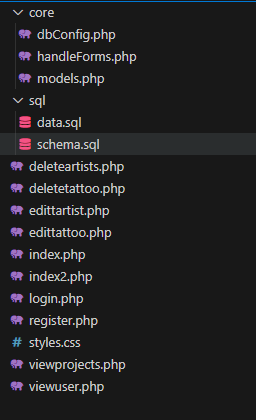 core
dbConfig.php
handleForms.php
models.php
sql
data.sql
schema.sql
deleteartists.php
deletetattoo.php
edittartist.php
edittattoo.php
index.php
index2.php
login.php
register.php
# styles.css
viewprojects.php
viewuser.php